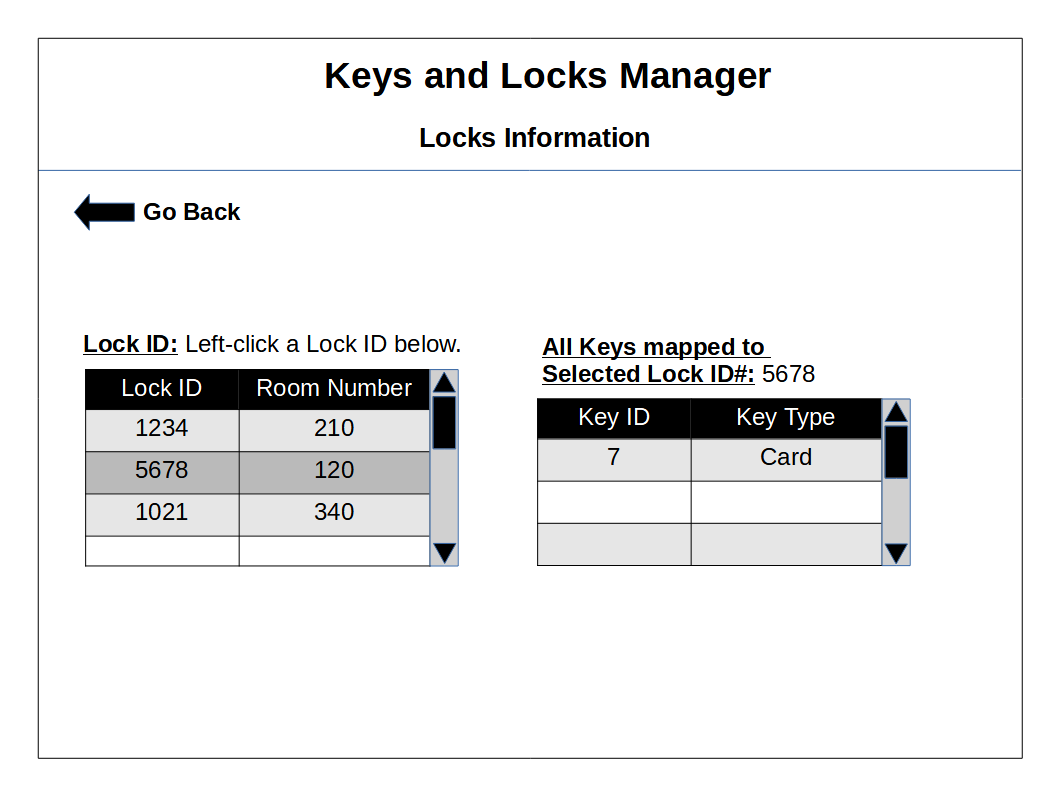 Keys and Locks Manager
Locks Information
Go Back
Lock ID: Left-click a Lock ID below.
Lock ID Room Number
1234 210
5678 120
1021 340
All Keys mapped to
Selected Lock ID#: 5678
Key ID Key Type
7 Card